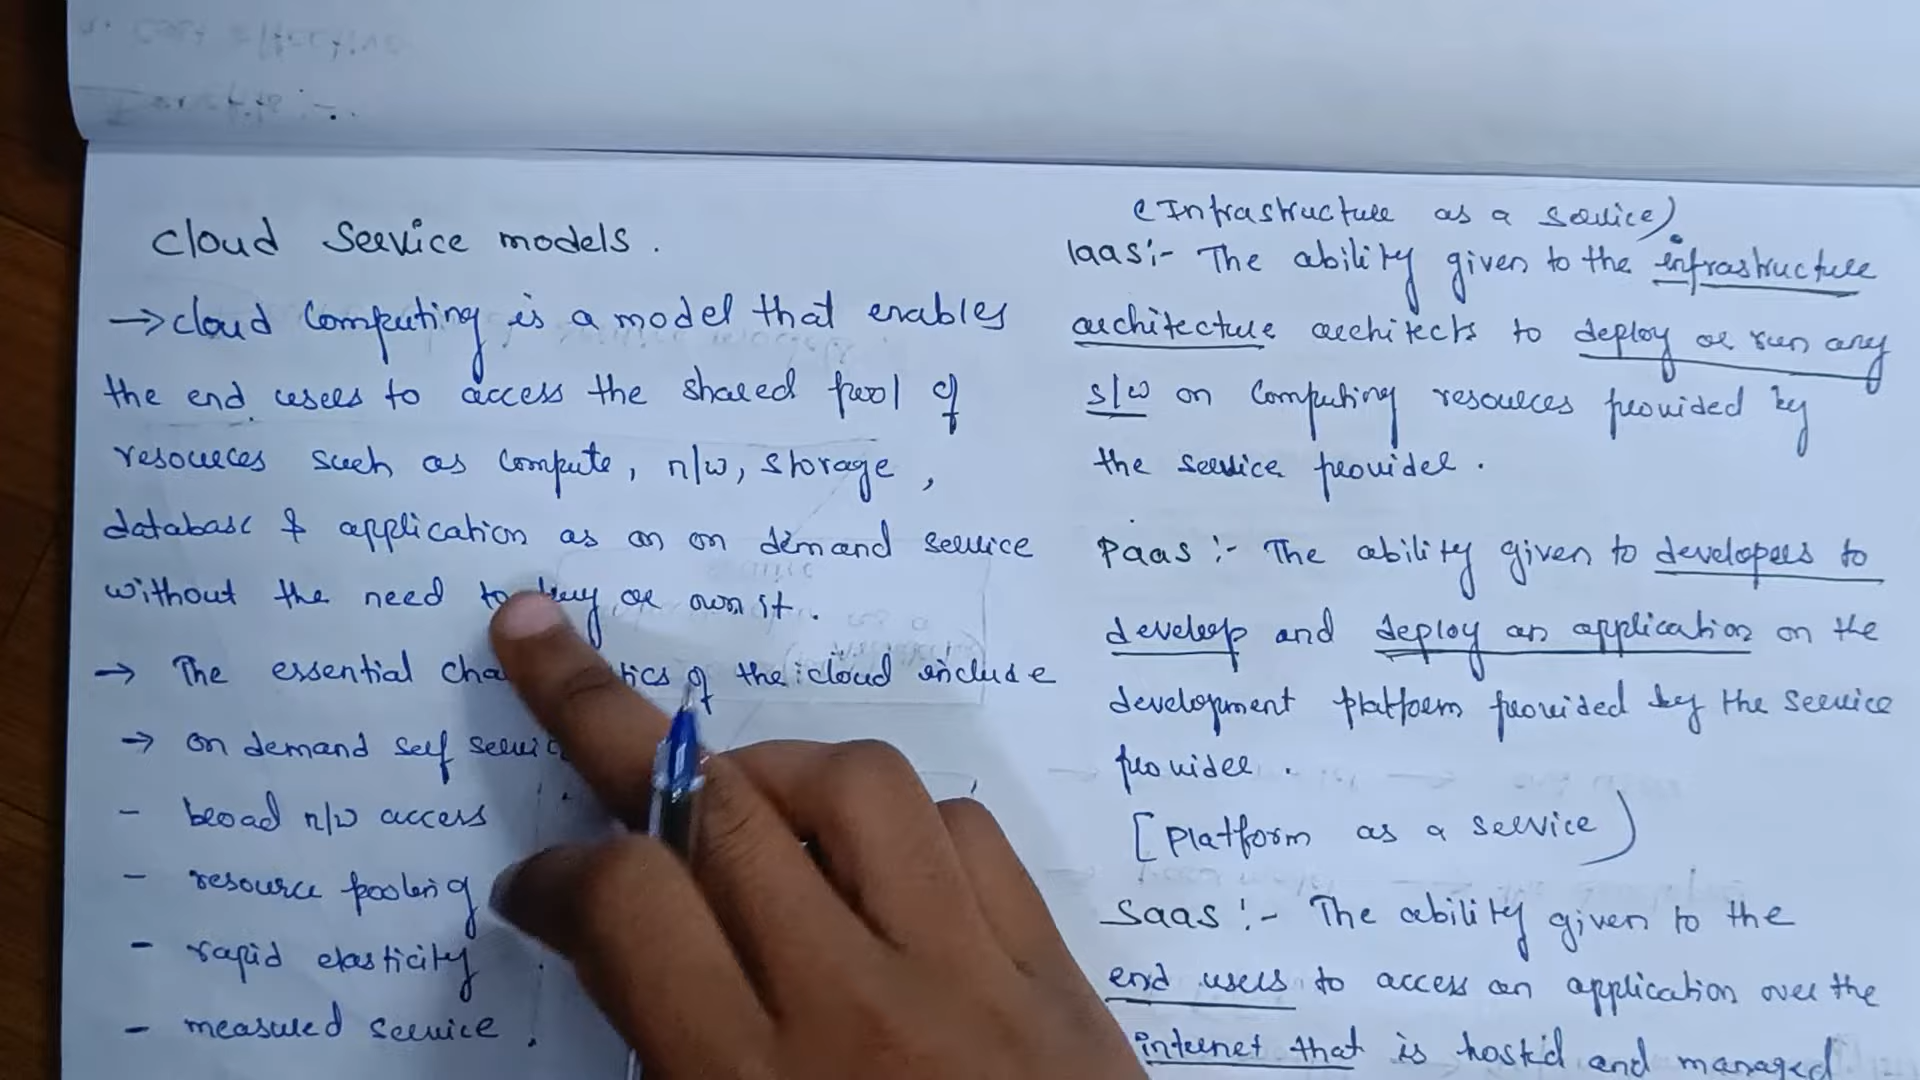 Cloud Service models.
→ cloud Computing is a model that enables
the end users to access the shared pool of
resources such as compute, n/w, storage,
database & application as an on demand service
without the need to buy or own it.
→ The essential of the cloud include
→ on demand self
- broad n/w access
- resource pooling
- rapid elasticity
- measured service.
(Infrastructure as a service).
Iaas:- The ability given to the infrastructure
architecture architects to deploy or run any
s/w on Computing resources provided by
the service provider.
Paas :- The ability given to developers to
develop and deploy an application on the
development platform provided by the service
provider.
[Platform as a service)
Saas :- The ability given to the
end users to access an application over the
internet that is hosted and managed